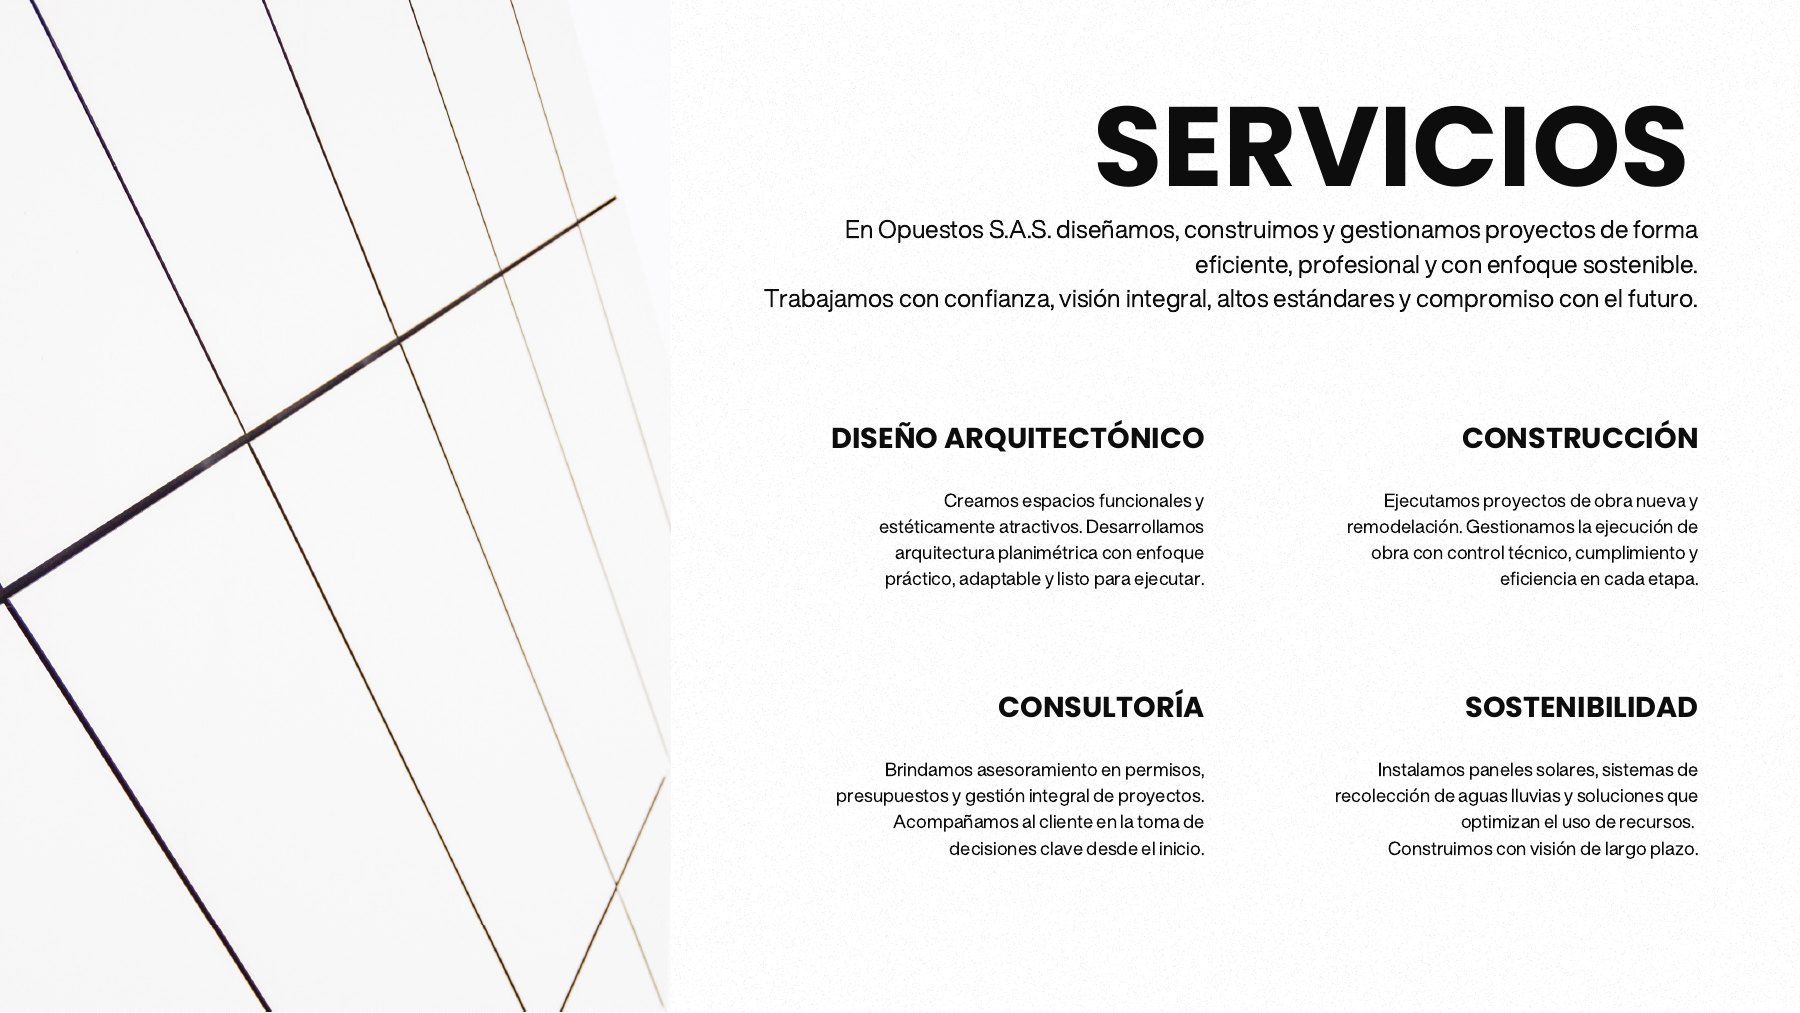 SERVICIOS
En Opuestos S.A.S. diseñamos, construimos y gestionamos proyectos de forma
eficiente, profesional y con enfoque sostenible.
Trabajamos con confianza, visión integral, altos estándares y compromiso con el futuro.
DISEÑO ARQUITECTÓNICO
Creamos espacios funcionales y
estéticamente atractivos. Desarrollamos
arquitectura planimétrica con enfoque
práctico, adaptable y listo para ejecutar.
CONSTRUCCIÓN
Ejecutamos proyectos de obra nueva y
remodelación. Gestionamos la ejecución de
obra con control técnico, cumplimiento y
eficiencia en cada etapa.
CONSULTORÍA
Brindamos asesoramiento en permisos,
presupuestos y gestión integral de proyectos.
Acompañamos al cliente en la toma de
decisiones clave desde el inicio.
SOSTENIBILIDAD
Instalamos paneles solares, sistemas de
recolección de aguas lluvias y soluciones que
optimizan el uso de recursos.
Construimos con visión de largo plazo.